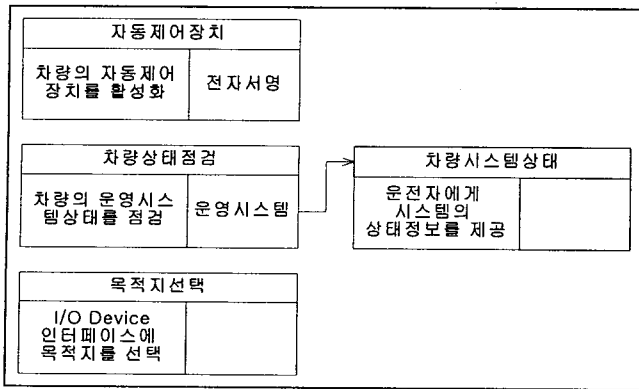 자동제어장치
차량의 자동제어
장치를 활성화
전자서명
차량상태점검
차량의 운영시스
템상태를 점검
운영시스템
차량시스템상태
운전자에게
시스템의
상태정보를 제공
목적지선택
I/O Device
인터페이스에
목적지를 선택